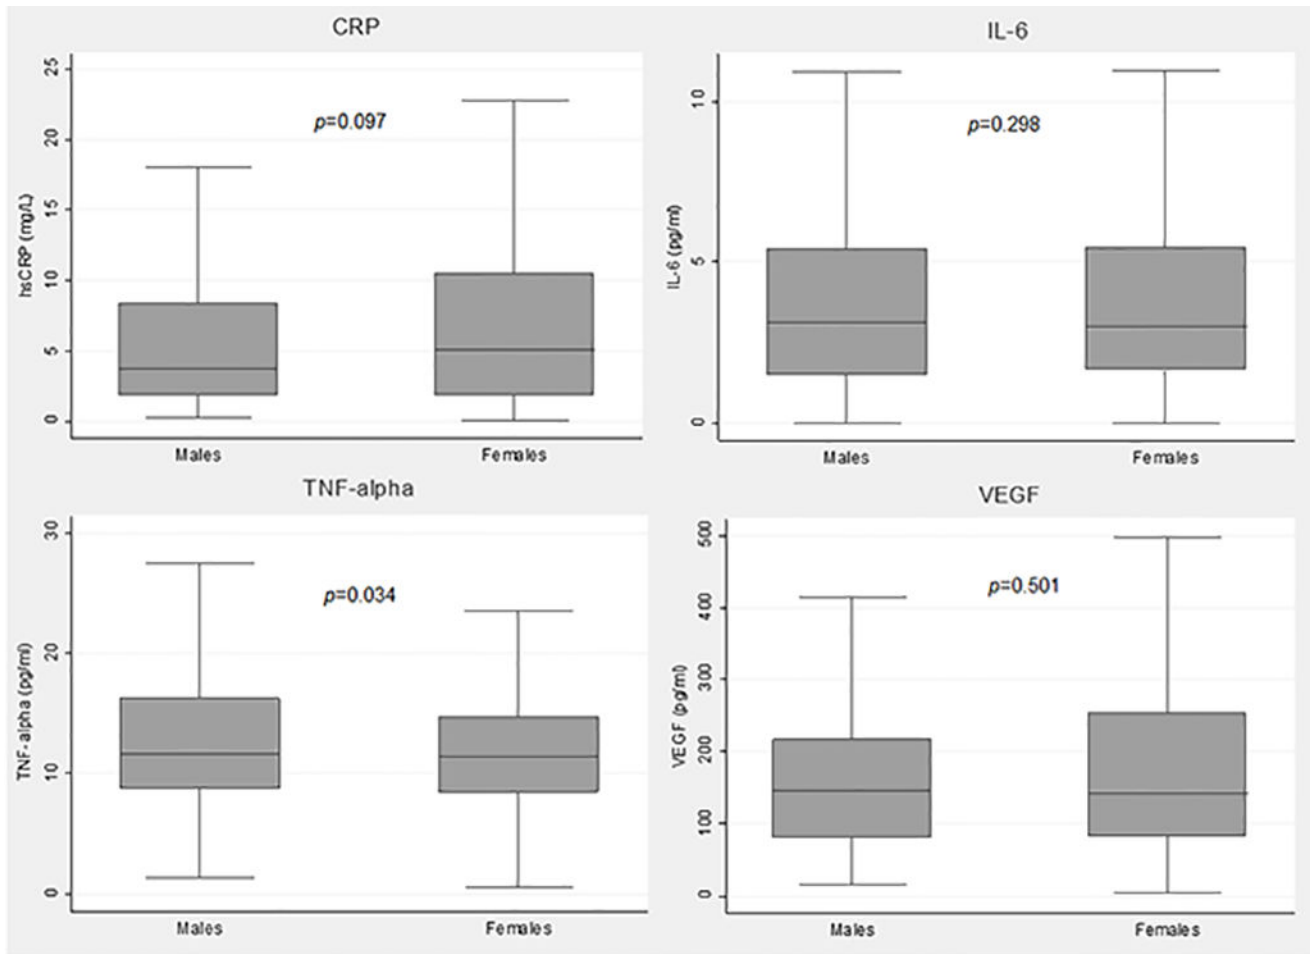 CRP
hsCRP (mg/L)
25
20
15
10
5
0
p=0.097
Males Females
IL-6
IL-6 (pg/ml)
10
5
0
p=0.298
Males Females
TNF-alpha
TNF-alpha (pg/ml)
30
20
10
0
p=0.034
Males Females
VEGF
VEGF (pg/ml)
500
400
300
200
100
0
p=0.501
Males Females